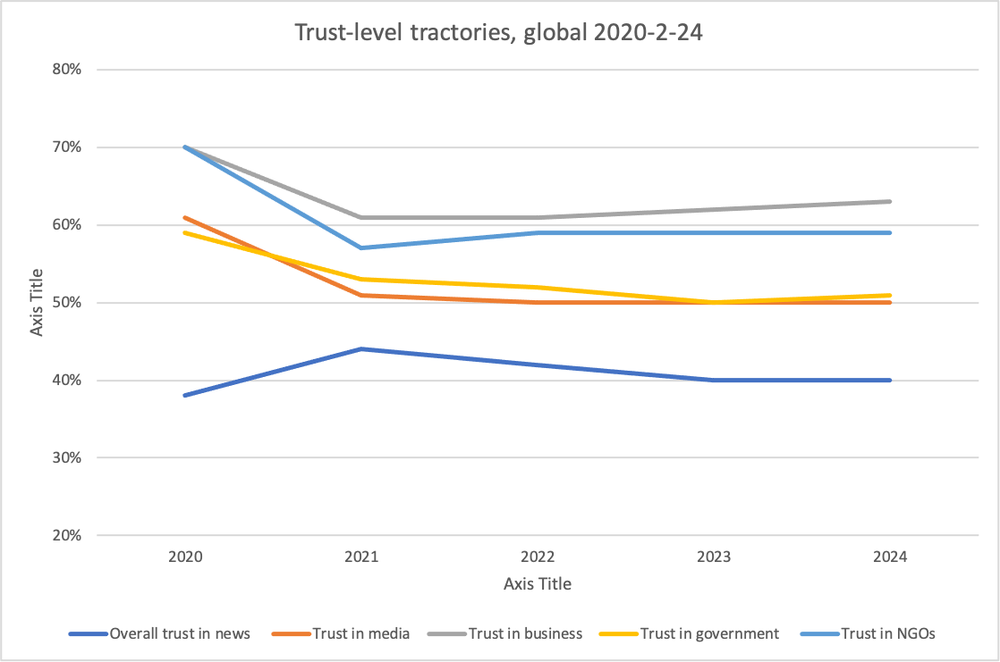 Trust-level tractories, global 2020-2-24
80%
70%
60%
50%
40%
30%
20%
Axis Title
2020 2021 2022 2023 2024
Axis Title
Overall trust in news Trust in media Trust in business Trust in government Trust in NGOs